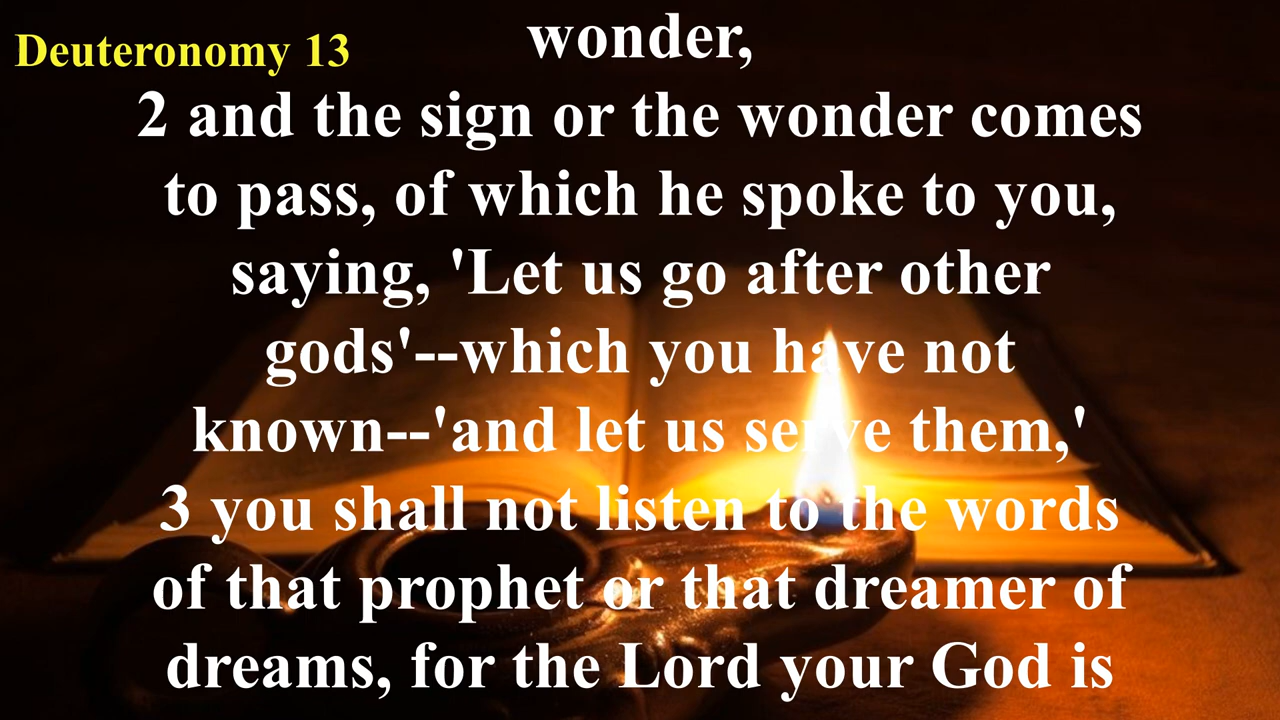 Deuteronomy 13
wonder,
2 and the sign or the wonder comes
to pass, of which he spoke to you,
saying, 'Let us go after other
gods'--which you have not
known--'and let us serve them,'
3 you shall not listen to the words
of that prophet or that dreamer of
dreams, for the Lord your God is